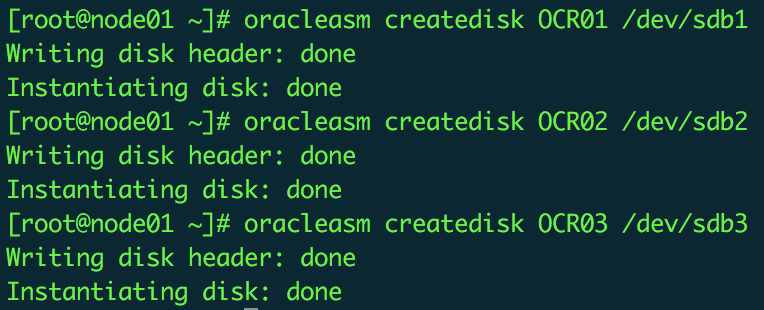 [root@node01 ~]# oracleasm createdisk OCR01 /dev/sdb1
Writing disk header: done
Instantiating disk: done
[root@node01 ~]# oracleasm createdisk OCR02 /dev/sdb2
Writing disk header: done
Instantiating disk: done
[root@node01 ~]# oracleasm createdisk OCR03 /dev/sdb3
Writing disk header: done
Instantiating disk: done